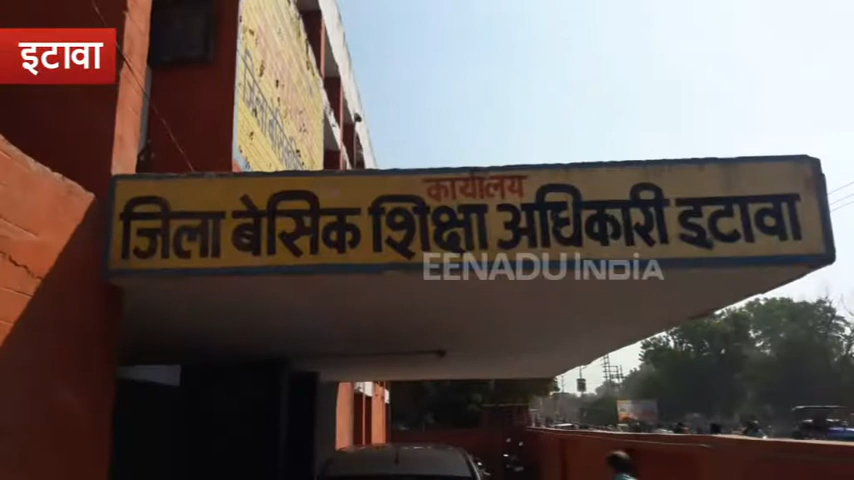 इटावा
कार्यालय
जिला बेसिक शिक्षा अधिकारी इटावा
EENADU INDIA